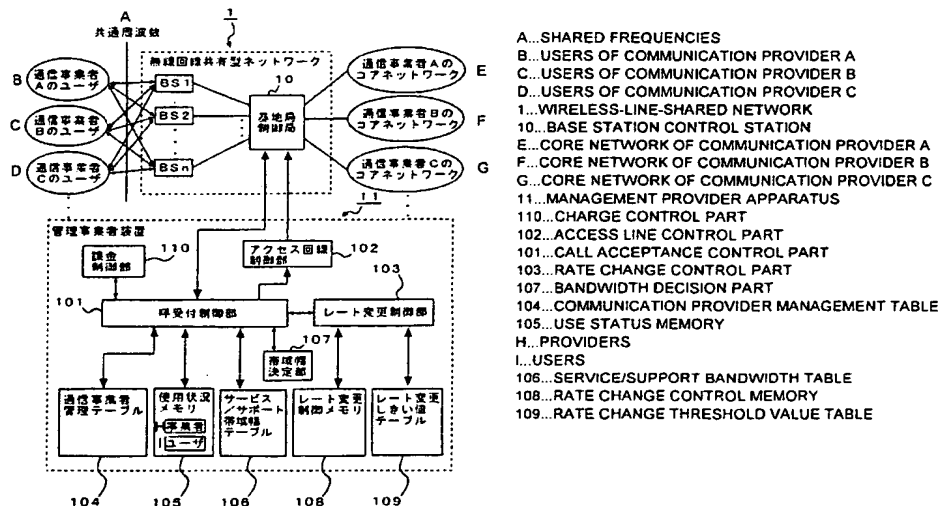 A
共通周波数
1
無線回線共有型ネットワーク
B
通信事業者
Aのユーザ
BS1
10
通信事業者Aの
コアネットワーク
E
C
通信事業者
Bのユーザ
BS2
基地局
制御局
通信事業者Bの
コアネットワーク
F
D
通信事業者
Cのユーザ
BSn
通信事業者Cの
コアネットワーク
G
11
管理事業者装置
課金
制御部
110
アクセス回線
制御部
102
103
101
呼受付制御部
レート変更制御部
107
帯域幅
決定部
通信事業者
管理テーブル
使用状況
メモリ
H
事業者
I
ユーザ
サービス
/サポート
帯域幅
テーブル
レート変更
制御メモリ
レート変更
しきい値テ
ーブル
104
105
106
108
109
A...SHARED FREQUENCIES
B...USERS OF COMMUNICATION PROVIDER A
C...USERS OF COMMUNICATION PROVIDER B
D...USERS OF COMMUNICATION PROVIDER C
1...WIRELESS-LINE-SHARED NETWORK
10...BASE STATION CONTROL STATION
E...CORE NETWORK OF COMMUNICATION PROVIDER A
F...CORE NETWORK OF COMMUNICATION PROVIDER B
G...CORE NETWORK OF COMMUNICATION PROVIDER C
11...MANAGEMENT PROVIDER APPARATUS
110...CHARGE CONTROL PART
102...ACCESS LINE CONTROL PART
101...CALL ACCEPTANCE CONTROL PART
103...RATE CHANGE CONTROL PART
107...BANDWIDTH DECISION PART
104...COMMUNICATION PROVIDER MANAGEMENT TABLE
105...USE STATUS MEMORY
H...PROVIDERS
I...USERS
106...SERVICE/SUPPORT BANDWIDTH TABLE
108...RATE CHANGE CONTROL MEMORY
109...RATE CHANGE THRESHOLD VALUE TABLE